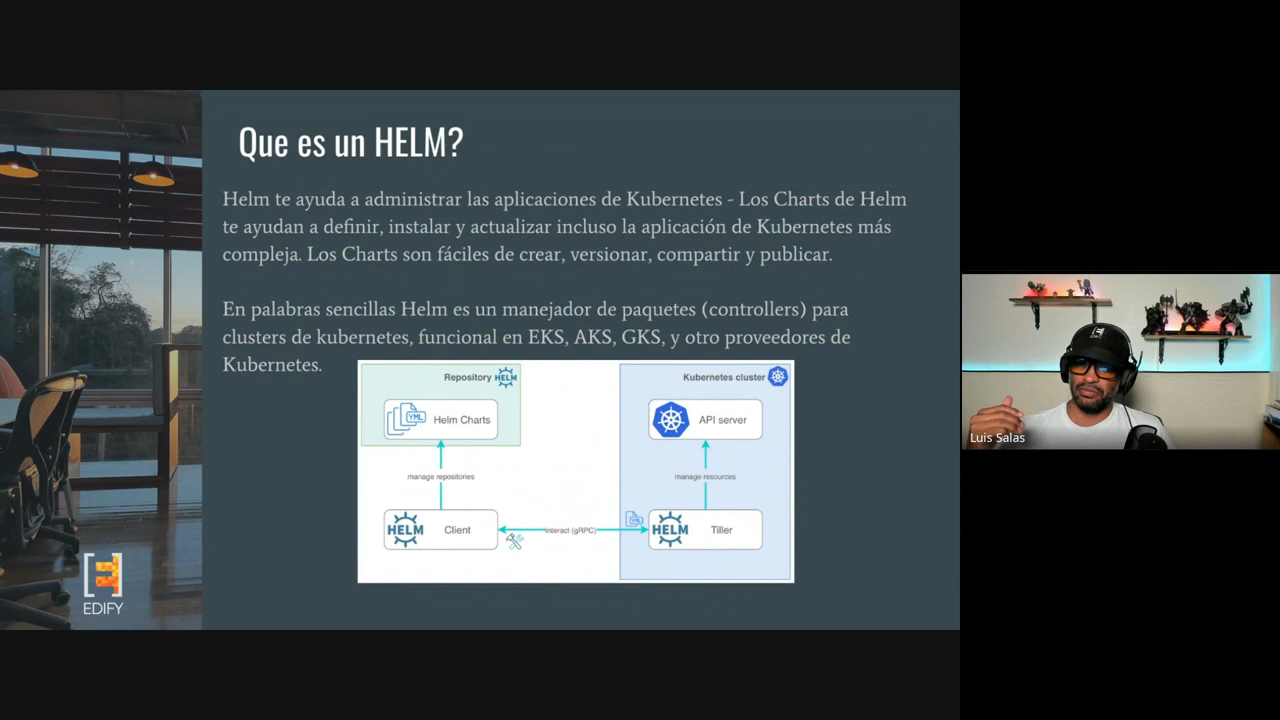 Que es un HELM?
Helm te ayuda a administrar las aplicaciones de Kubernetes - Los Charts de Helm
te ayudan a definir, instalar y actualizar incluso la aplicación de Kubernetes más
compleja. Los Charts son fáciles de crear, versionar, compartir y publicar.
En palabras sencillas Helm es un manejador de paquetes (controllers) para
clusters de kubernetes, funcional en EKS, AKS, GKS, y otro proveedores de
Kubernetes.
Repository HELM
YML Helm Charts
manage repositories
HELM Client
interact (gRPC)
Kubernetes cluster
API server
manage resources
YML
HELM Tiller
EDIFY
Luis Salas